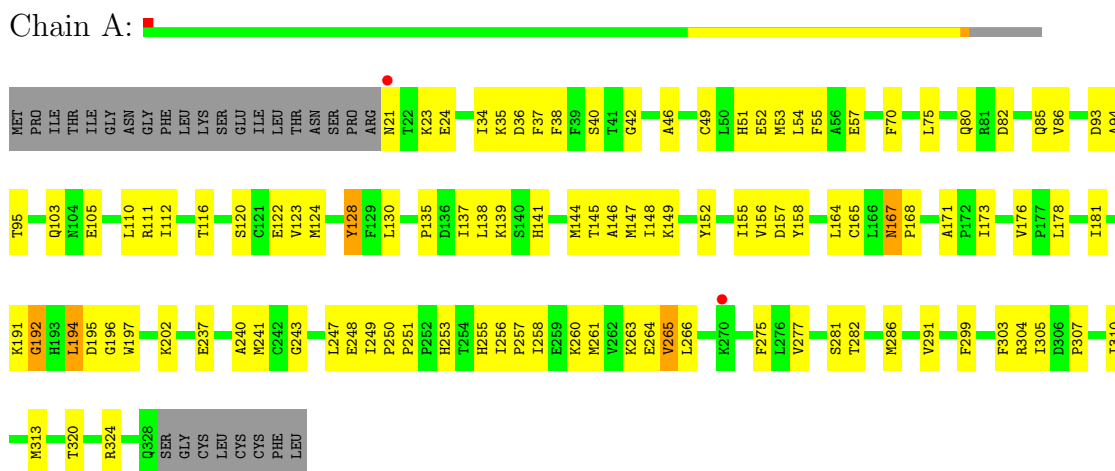 Chain A:
MET PRO ILE THR ILE GLY ASN GLY PHE LEU LYS SER GLU ILE LEU THR ASN SER PRO ARG N21 T22 K23 E24 I34 K35 D36 F37 F38 F39 S40 T41 G42 A46 C49 L50 H51 E52 M53 L54 F55 A56 E57 F70 L75 Q80 R81 D82 Q85 V86 D93 A94
T95 Q103 N104 E105 L110 R111 I112 T116 S120 C121 E122 V123 M124 Y128 F129 L130 P135 D136 I137 L138 K139 S140 H141 M144 T145 A146 M147 I148 K149 Y152 I155 V156 D157 Y158 L164 C165 L166 N167 P168 A171 P172 I173 V176 P177 L178 I181
K191 G192 H193 L194 D195 G196 W197 K202 E237 A240 M241 C242 G243 L247 E248 I249 P250 P251 P252 H253 T254 H255 I256 P257 I258 E259 K260 M261 V262 K263 E264 V265 L266 K270 F275 L276 V277 S281 T282 M286 V291 F299 F303 R304 I305 D306 P307
M313 T320 R324 Q328 SER GLY CYS LEU CYS CYS PHE LEU